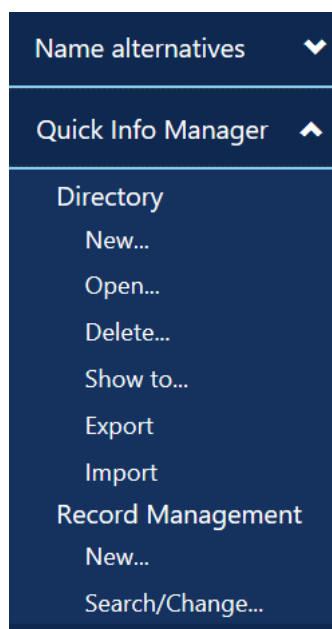 Name alternatives
Quick Info Manager
Directory
New...
Open...
Delete...
Show to...
Export
Import
Record Management
New...
Search/Change...